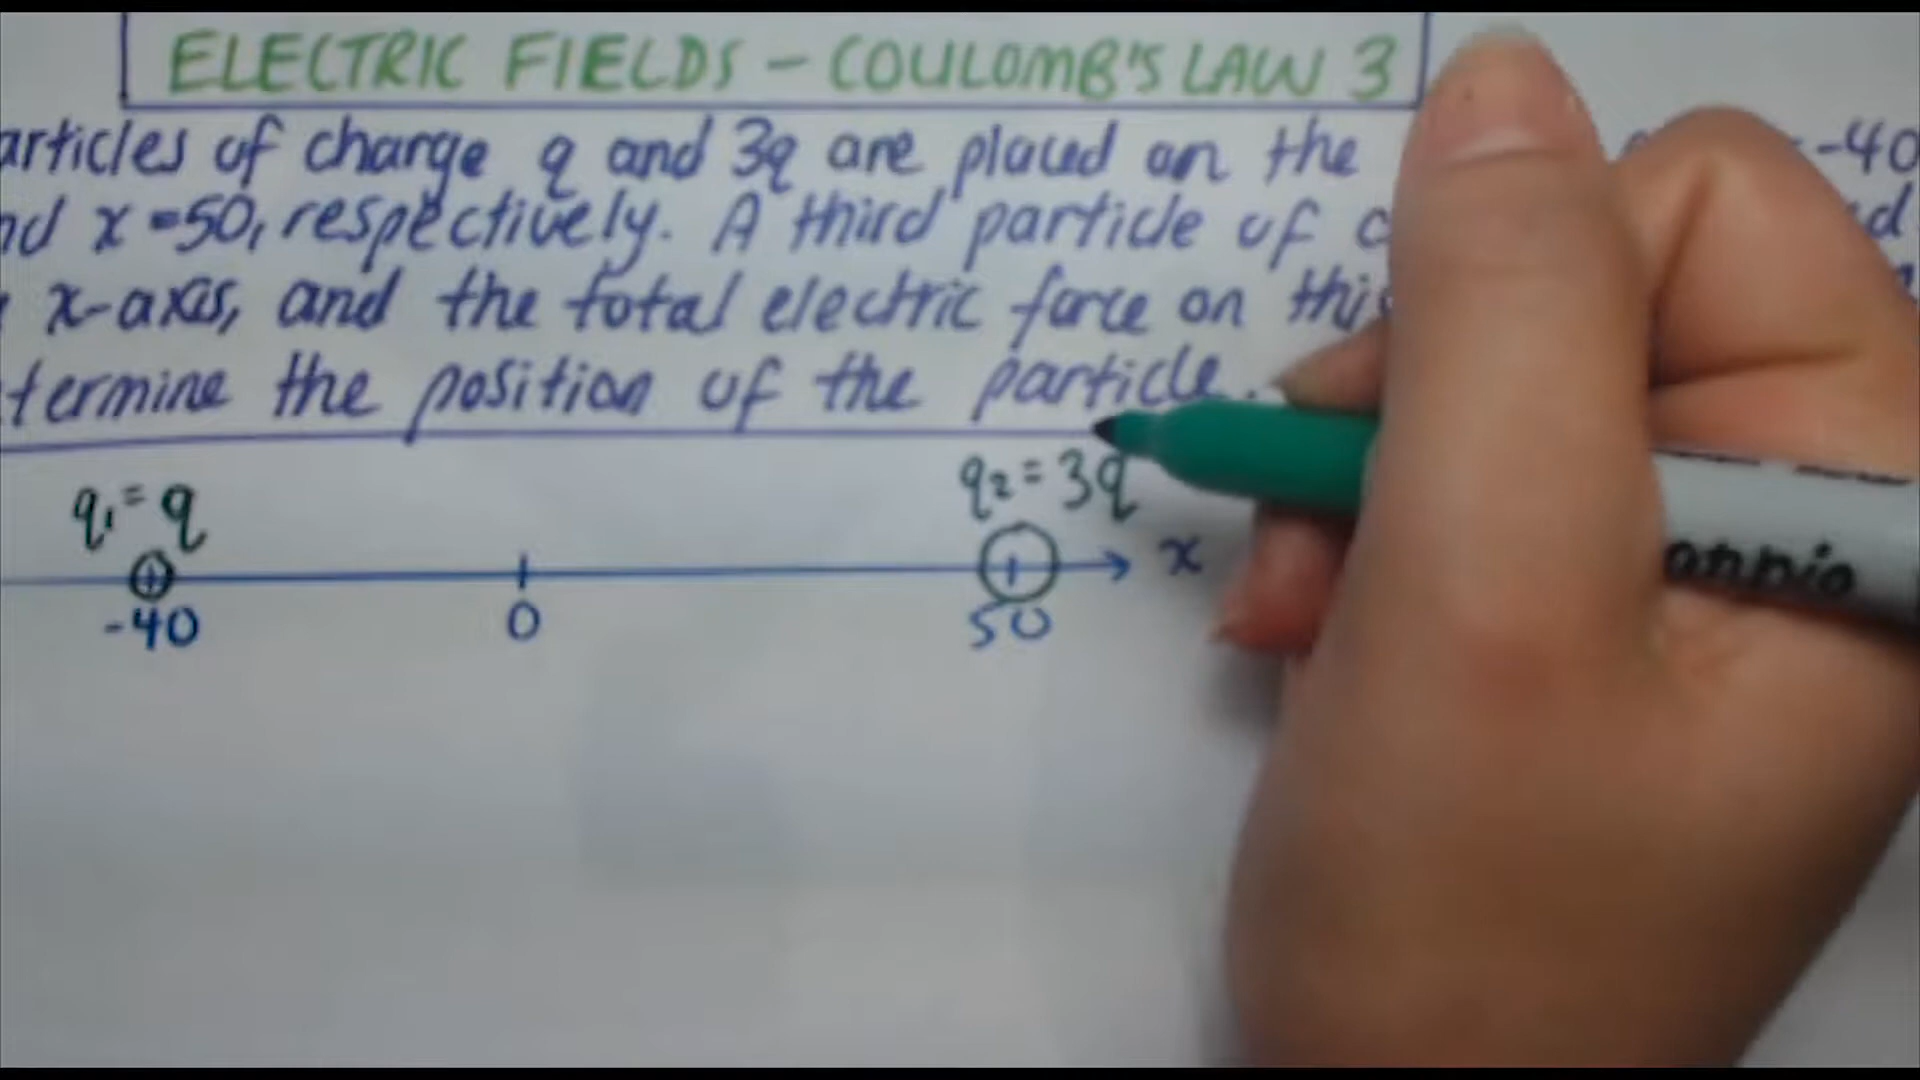 ELECTRIC FIELDS - COULOMB'S LAW 3
articles of charge q and 3q are placed on the -40
nd x=50, respectively. A third particle of
x-axis, and the total electric force on this
termine the position of the particle.
q₁ = q
q₂ = 3q
x
-40 0 50